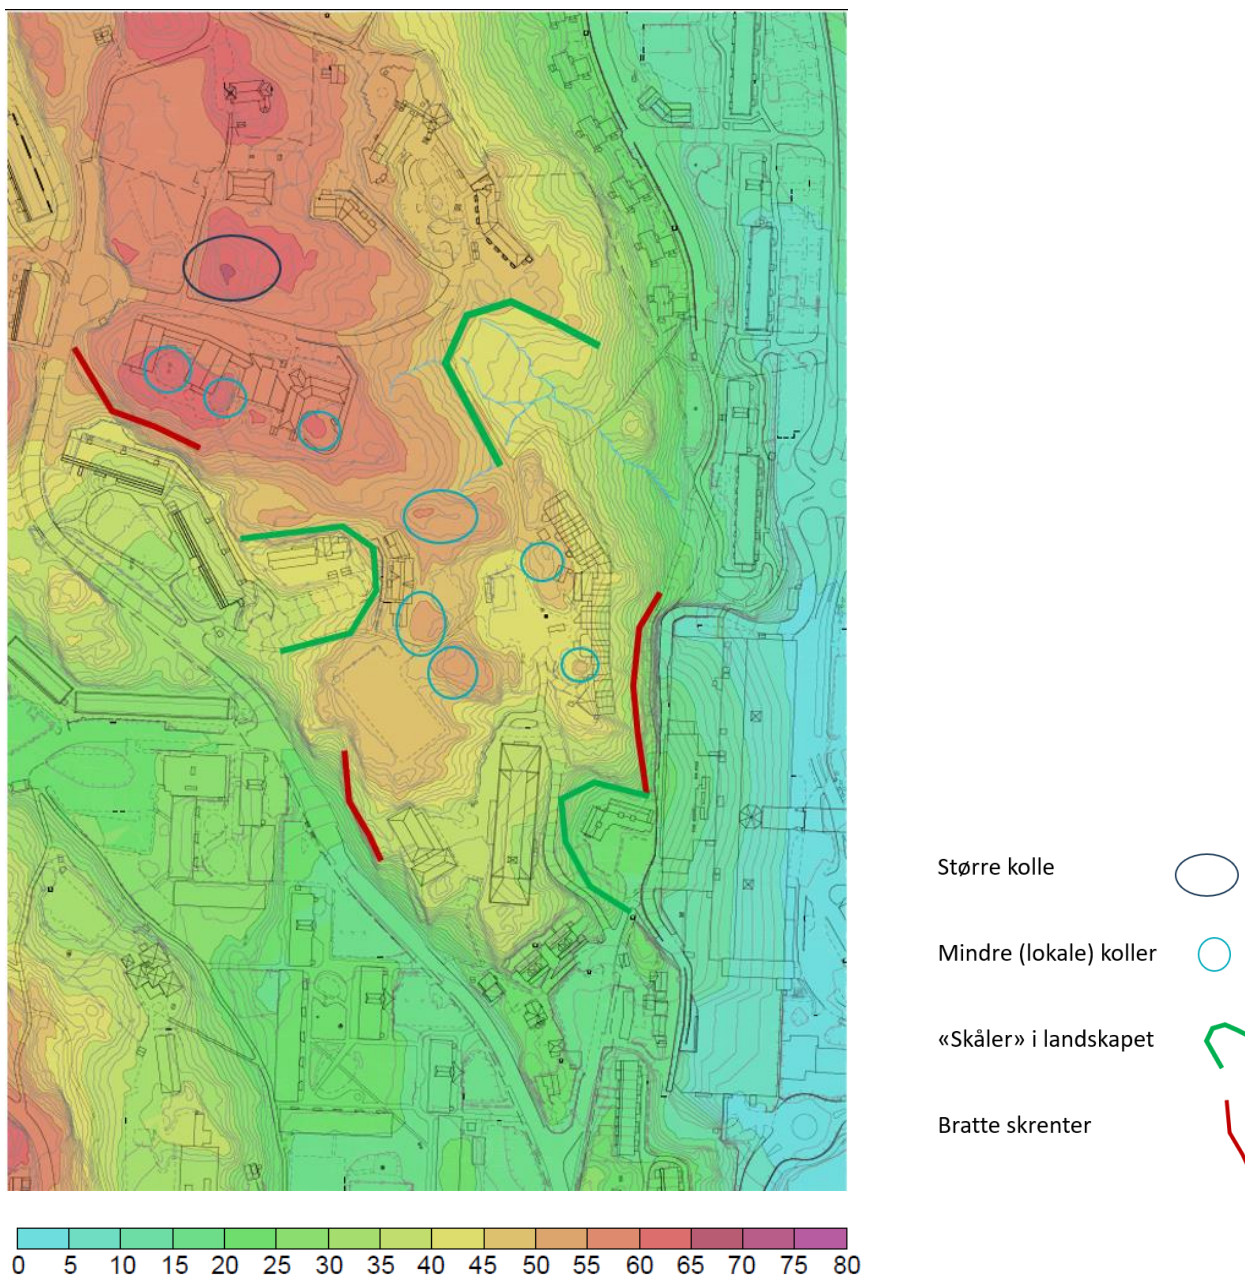 Større kolle
Mindre (lokale) koller
«Skåler» i landskapet
Bratte skrenter
0 5 10 15 20 25 30 35 40 45 50 55 60 65 70 75 80